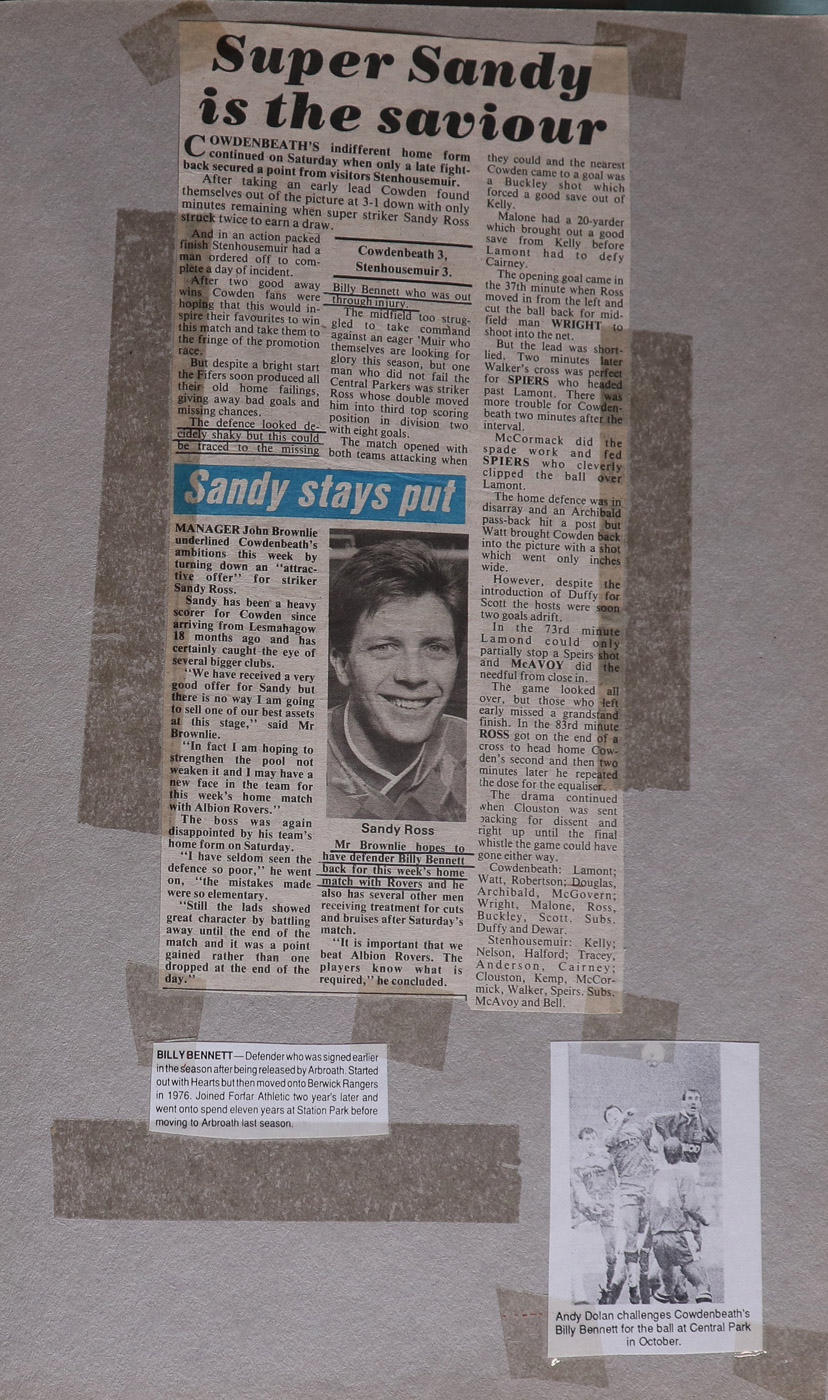 Super Sandy
is the saviour
COWDENBEATH'S indifferent home form
continued on Saturday when only a late fight-
back secured a point from visitors Stenhousemuir.
After taking an early lead Cowden found
themselves out of the picture at 3-1 down with only
minutes remaining when super striker Sandy Ross
struck twice to earn a draw.
And in an action packed
finish Stenhousemuir had a
man ordered off to com-
plete a day of incident.
After two good away
wins Cowden fans were
hoping that this would in-
spire their favourites to win
this match and take them to
the fringe of the promotion
race.
But despite a bright start
the Fifers soon produced all
their old home failings,
giving away bad goals and
missing chances.
The defence looked de-
cidely shaky but this could
be traced to the missing
Cowdenbeath 3,
Stenhousemuir 3.
Billy Bennett who was out
through injury.
The midfield too strug-
gled to take command
against an eager 'Muir who
themselves are looking for
glory this season, but one
man who did not fail the
Central Parkers was striker
Ross whose double moved
him into third top scoring
position in division two
with eight goals.
The match opened with
both teams attacking when
they could and the nearest
Cowden came to a goal was
a Buckley shot which
forced a good save out of
Kelly.
Malone had a 20-yarder
which brought out a good
save from Kelly before
Lamont had to defy
Cairney.
The opening goal came in
the 37th minute when Ross
moved in from the left and
cut the ball back for mid-
field man WRIGHT to
shoot into the net.
But the lead was short-
lied. Two minutes later
Walker's cross was perfect
for SPIERS who headed
past Lamont. There was
more trouble for Cowden-
beath two minutes after the
interval.
McCormack did the
spade work and fed
SPIERS who cleverly
clipped the ball over
Lamont.
The home defence was in
disarray and an Archibald
pass-back hit a post but
Watt brought Cowden back
into the picture with a shot
which went only inches
wide.
However, despite the
introduction of Duffy for
Scott the hosts were soon
two goals adrift.
In the 73rd minute
Lamond could only
partially stop a Speirs shot
and McAVOY did the
needful from close in.
The game looked all
over, but those who left
early missed a grandstand
finish. In the 83rd minute
ROSS got on the end of a
cross to head home Cow-
den's second and then two
minutes later he repeated
the dose for the equaliser.
The drama continued
when Clouston was sent
packing for dissent and
right up until the final
whistle the game could have
gone either way.
Cowdenbeath: Lamont;
Watt, Robertson; Douglas,
Archibald, McGovern;
Wright, Malone, Ross,
Buckley, Scott. Subs.
Duffy and Dewar.
Stenhousemuir: Kelly;
Nelson, Halford; Tracey,
Anderson, Cairney;
Clouston, Kemp, McCor-
mick, Walker, Speirs. Subs.
McAvoy and Bell.
Sandy stays put
MANAGER John Brownlie
underlined Cowdenbeath's
ambitions this week by
turning down an "attrac-
tive offer" for striker
Sandy Ross.
Sandy has been a heavy
scorer for Cowden since
arriving from Lesmahagow
18 months ago and has
certainly caught the eye of
several bigger clubs.
"We have received a very
good offer for Sandy but
there is no way I am going
to sell one of our best assets
at this stage," said Mr
Brownlie.
"In fact I am hoping to
strengthen the pool not
weaken it and I may have a
new face in the team for
this week's home match
with Albion Rovers."
The boss was again
disappointed by his team's
home form on Saturday.
"I have seldom seen the
defence so poor," he went
on, "the mistakes made
were so elementary.
"Still the lads showed
great character by battling
away until the end of the
match and it was a point
gained rather than one
dropped at the end of the
day."
Sandy Ross
Mr Brownlie hopes to
have defender Billy Bennett
back for this week's home
match with Rovers and he
also has several other men
receiving treatment for cuts
and bruises after Saturday's
match.
"It is important that we
beat Albion Rovers. The
players know what is
required," he concluded.
BILLY BENNETT — Defender who was signed earlier
in the season after being released by Arbroath. Started
out with Hearts but then moved onto Berwick Rangers
in 1976. Joined Forfar Athletic two year's later and
went onto spend eleven years at Station Park before
moving to Arbroath last season.
Andy Dolan challenges Cowdenbeath's
Billy Bennett for the ball at Central Park
in October.